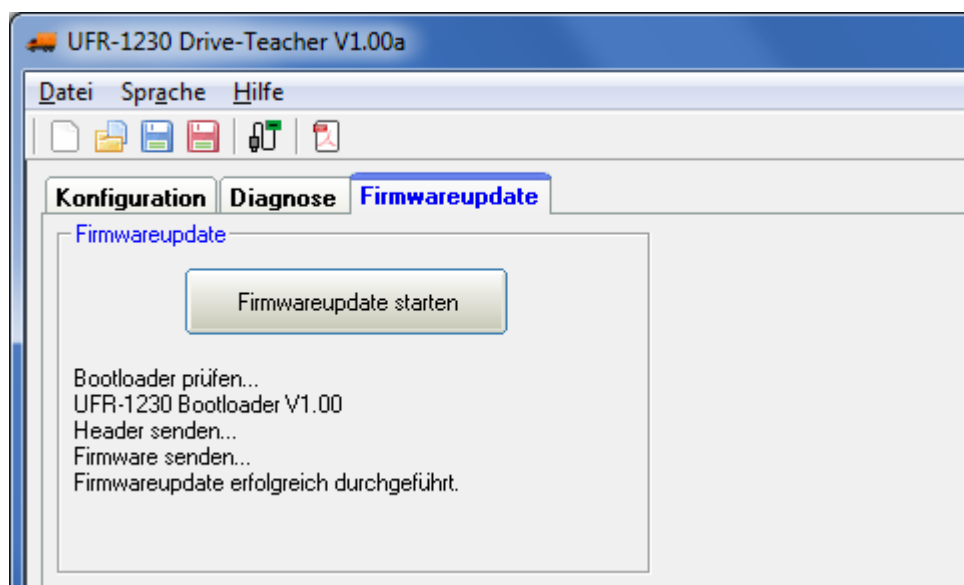 UFR-1230 Drive-Teacher V1.00a
Datei Sprache Hilfe
Konfiguration Diagnose Firmwareupdate
Firmwareupdate
Firmwareupdate starten
Bootloader prüfen...
UFR-1230 Bootloader V1.00
Header senden...
Firmware senden...
Firmwareupdate erfolgreich durchgeführt.